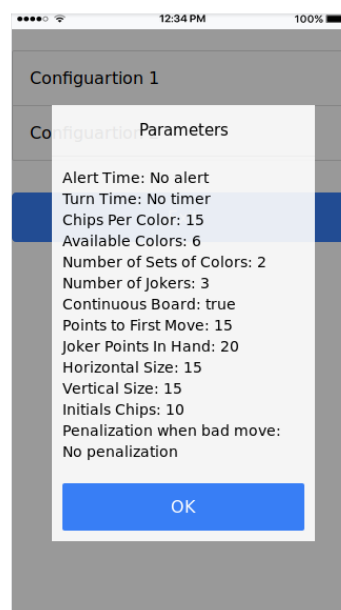 12:34 PM
100%
Configuartion 1
Configuartion
Parameters
Alert Time: No alert
Turn Time: No timer
Chips Per Color: 15
Available Colors: 6
Number of Sets of Colors: 2
Number of Jokers: 3
Continuous Board: true
Points to First Move: 15
Joker Points In Hand: 20
Horizontal Size: 15
Vertical Size: 15
Initials Chips: 10
Penalization when bad move:
No penalization
OK